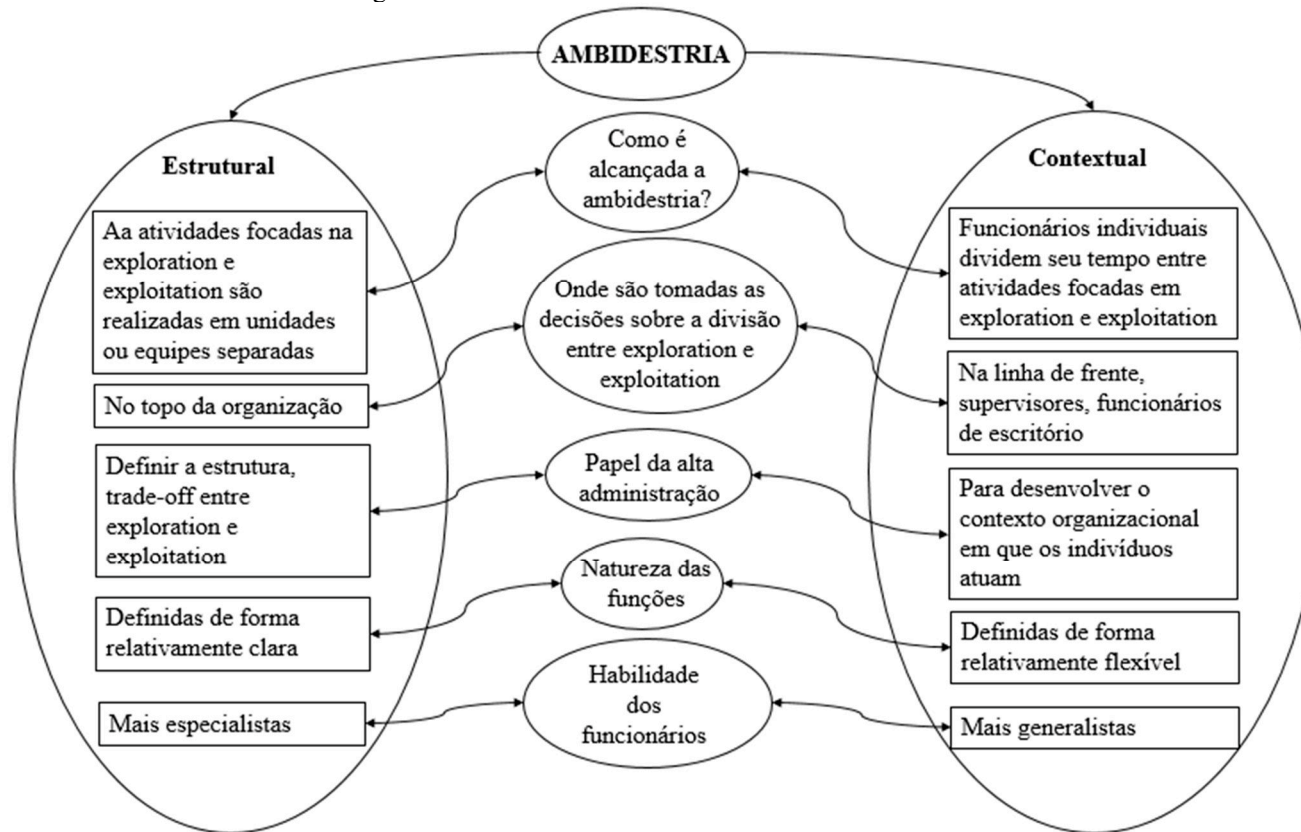 AMBIDESTRIA
Estrutural
Aa atividades focadas na
exploration e
exploitation são
realizadas em unidades
ou equipes separadas
No topo da organização
Definir a estrutura,
trade-off entre
exploration e
exploitation
Definidas de forma
relativamente clara
Mais especialistas
Como é
alcançada a
ambidestria?
Onde são tomadas as
decisões sobre a divisão
entre exploration e
exploitation
Papel da alta
administração
Natureza das
funções
Habilidade
dos
funcionários
Contextual
Funcionários individuais
dividem seu tempo entre
atividades focadas em
exploration e exploitation
Na linha de frente,
supervisores, funcionários
de escritório
Para desenvolver o
contexto organizacional
em que os indivíduos
atuam
Definidas de forma
relativamente flexível
Mais generalistas